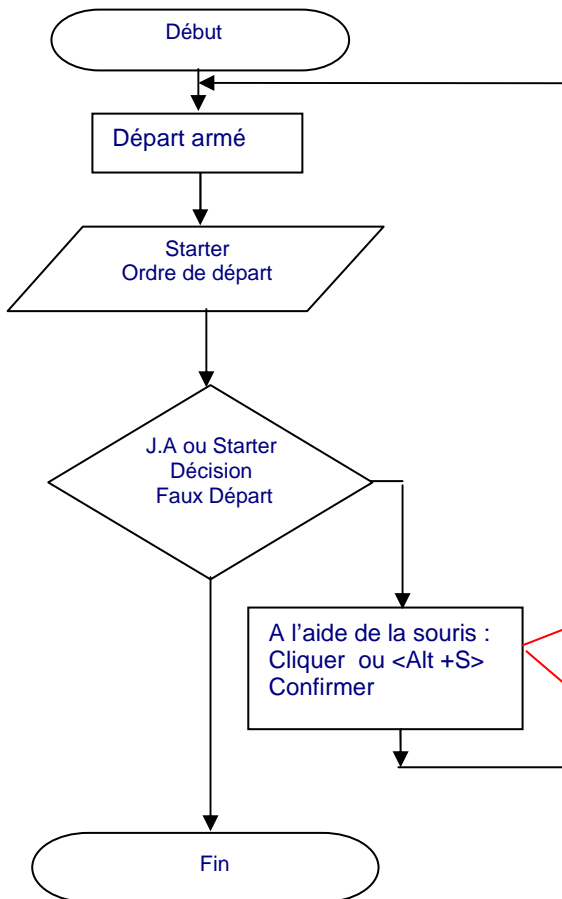 Début
Départ armé
Starter
Ordre de départ
J.A ou Starter
Décision
Faux Départ
A l’aide de la souris :
Cliquer ou <Alt +S>
Confirmer
Fin